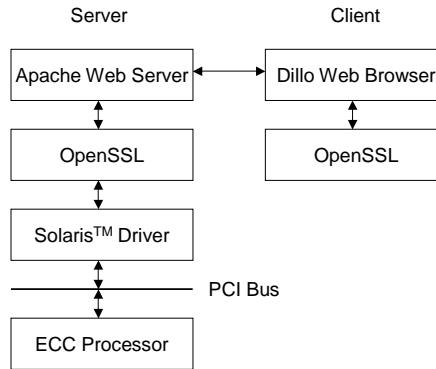 Server
Client
Apache Web Server
Dillo Web Browser
OpenSSL
OpenSSL
Solaris™ Driver
PCI Bus
ECC Processor